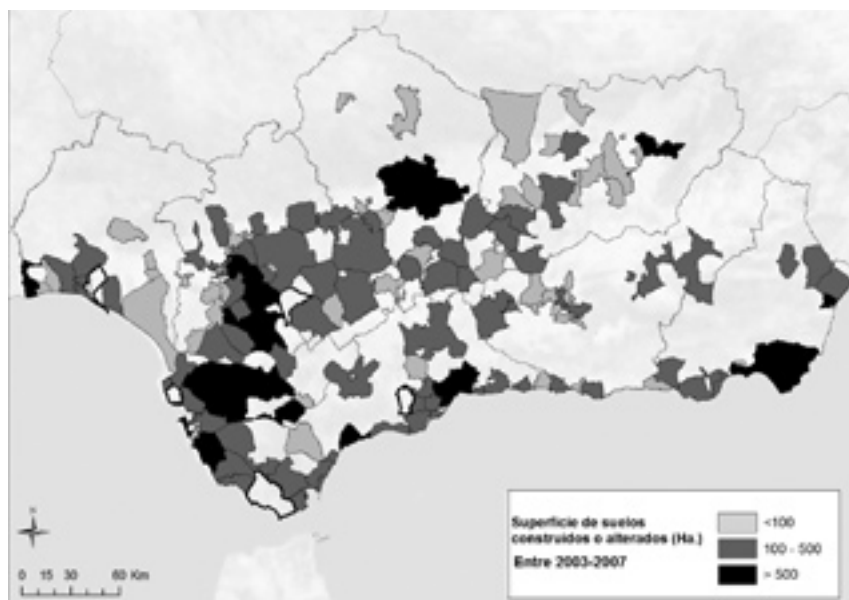 N
0 15 30 60 Km
Superficie de suelos
construidos o alterados (Ha.)
Entre 2003-2007
<100
100 - 500
> 500